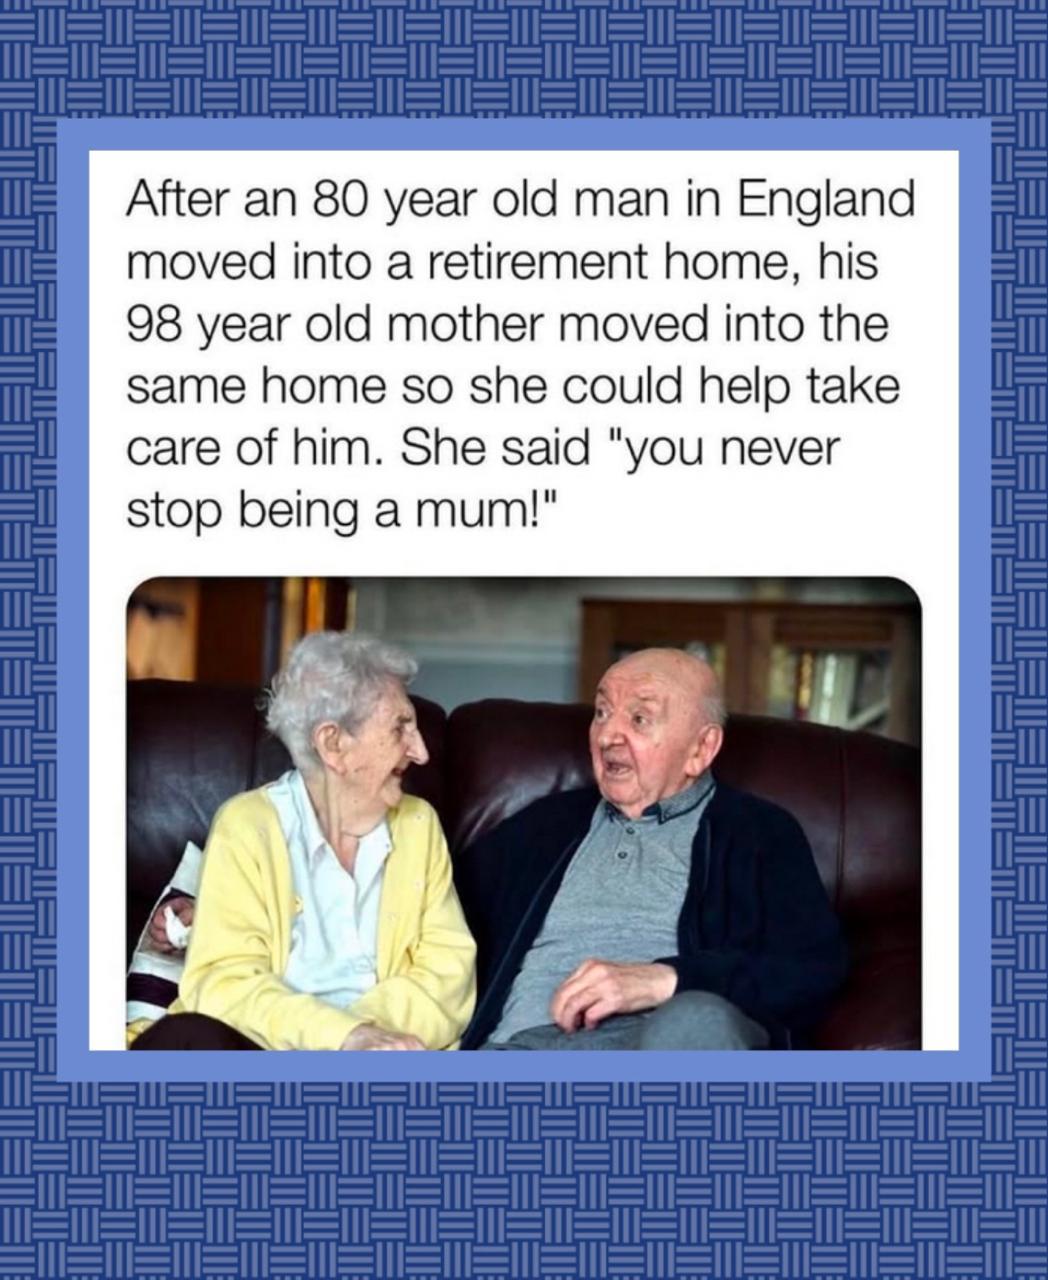 After an 80 year old man in England
moved into a retirement home, his
98 year old mother moved into the
same home so she could help take
care of him. She said "you never
stop being a mum!"